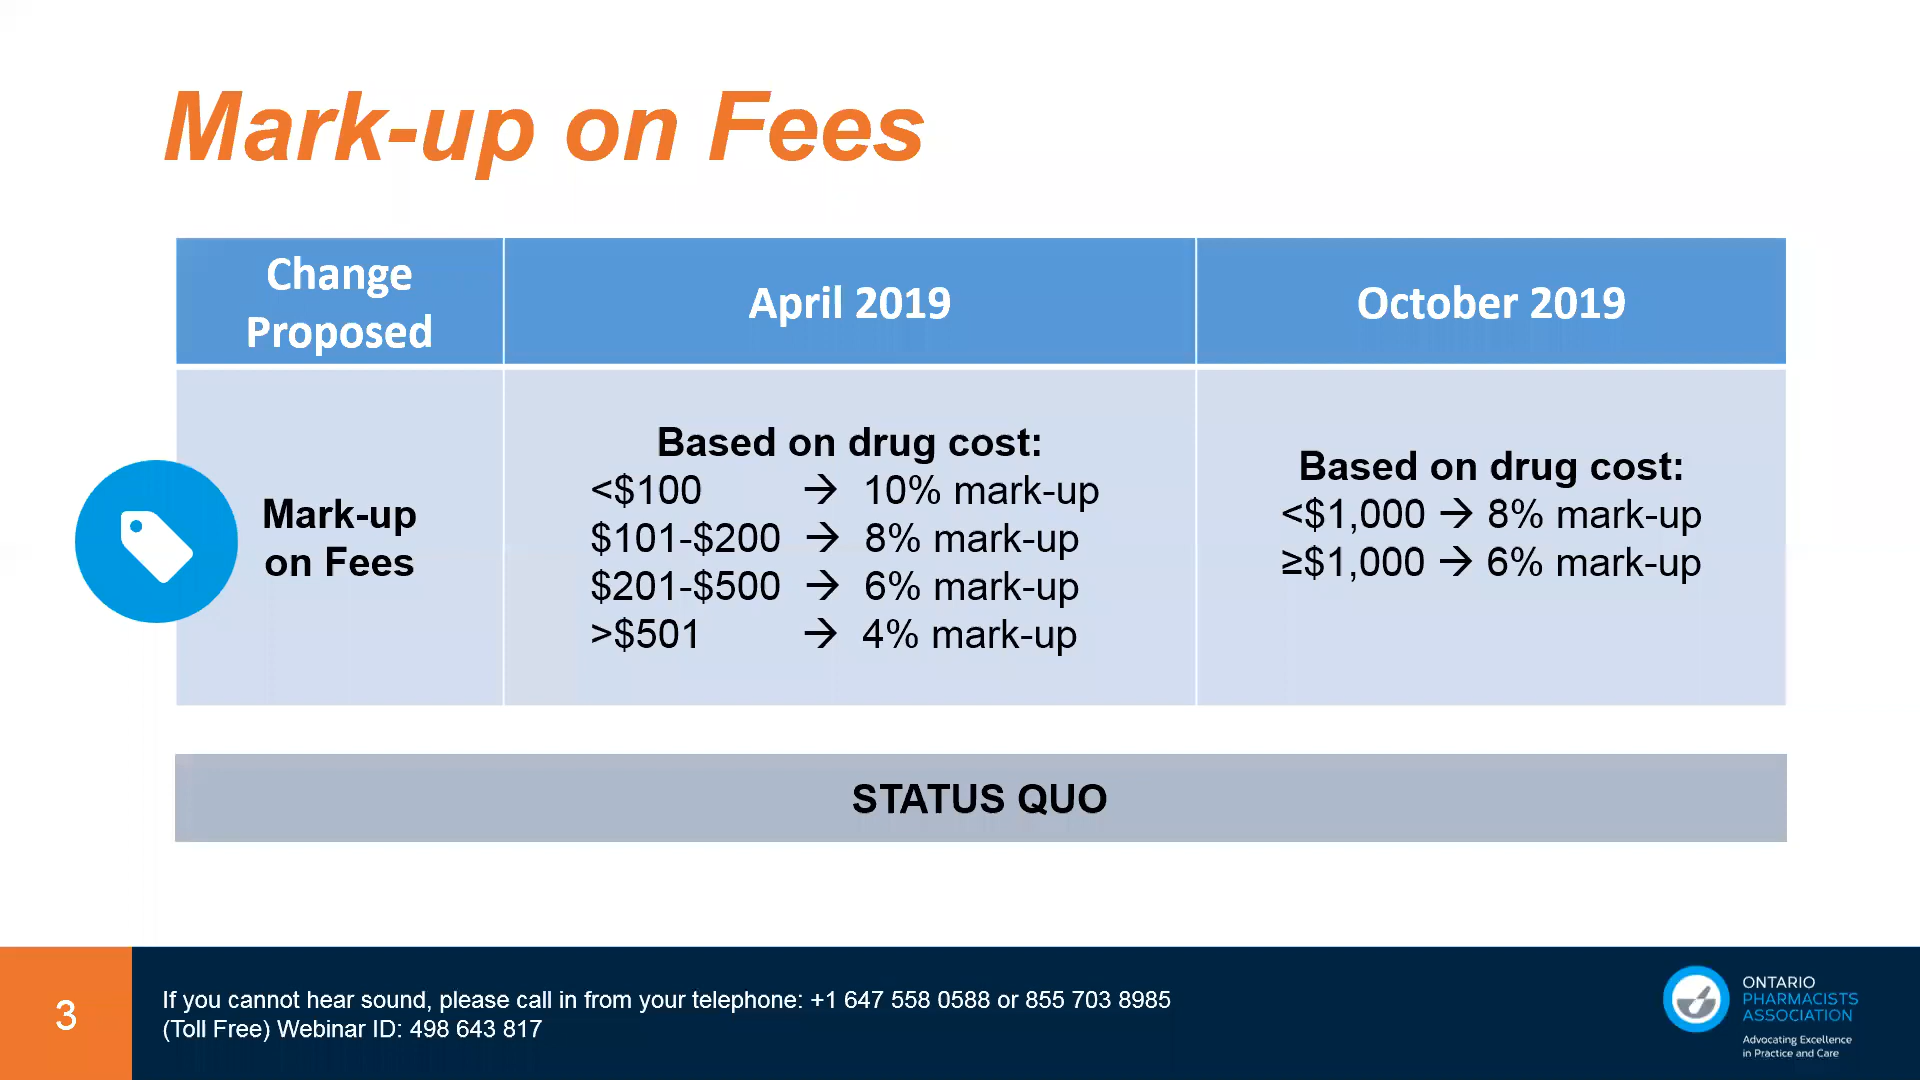 Mark-up on Fees
Change
Proposed
April 2019
October 2019
Mark-up
on Fees
Based on drug cost:
<$100 → 10% mark-up
$101-$200 → 8% mark-up
$201-$500 → 6% mark-up
>$501 → 4% mark-up
Based on drug cost:
<$1,000 → 8% mark-up
≥$1,000 → 6% mark-up
STATUS QUO
3
If you cannot hear sound, please call in from your telephone: +1 647 558 0588 or 855 703 8985
(Toll Free) Webinar ID: 498 643 817
ONTARIO
PHARMACISTS
ASSOCIATION
Advocating Excellence
in Practice and Care